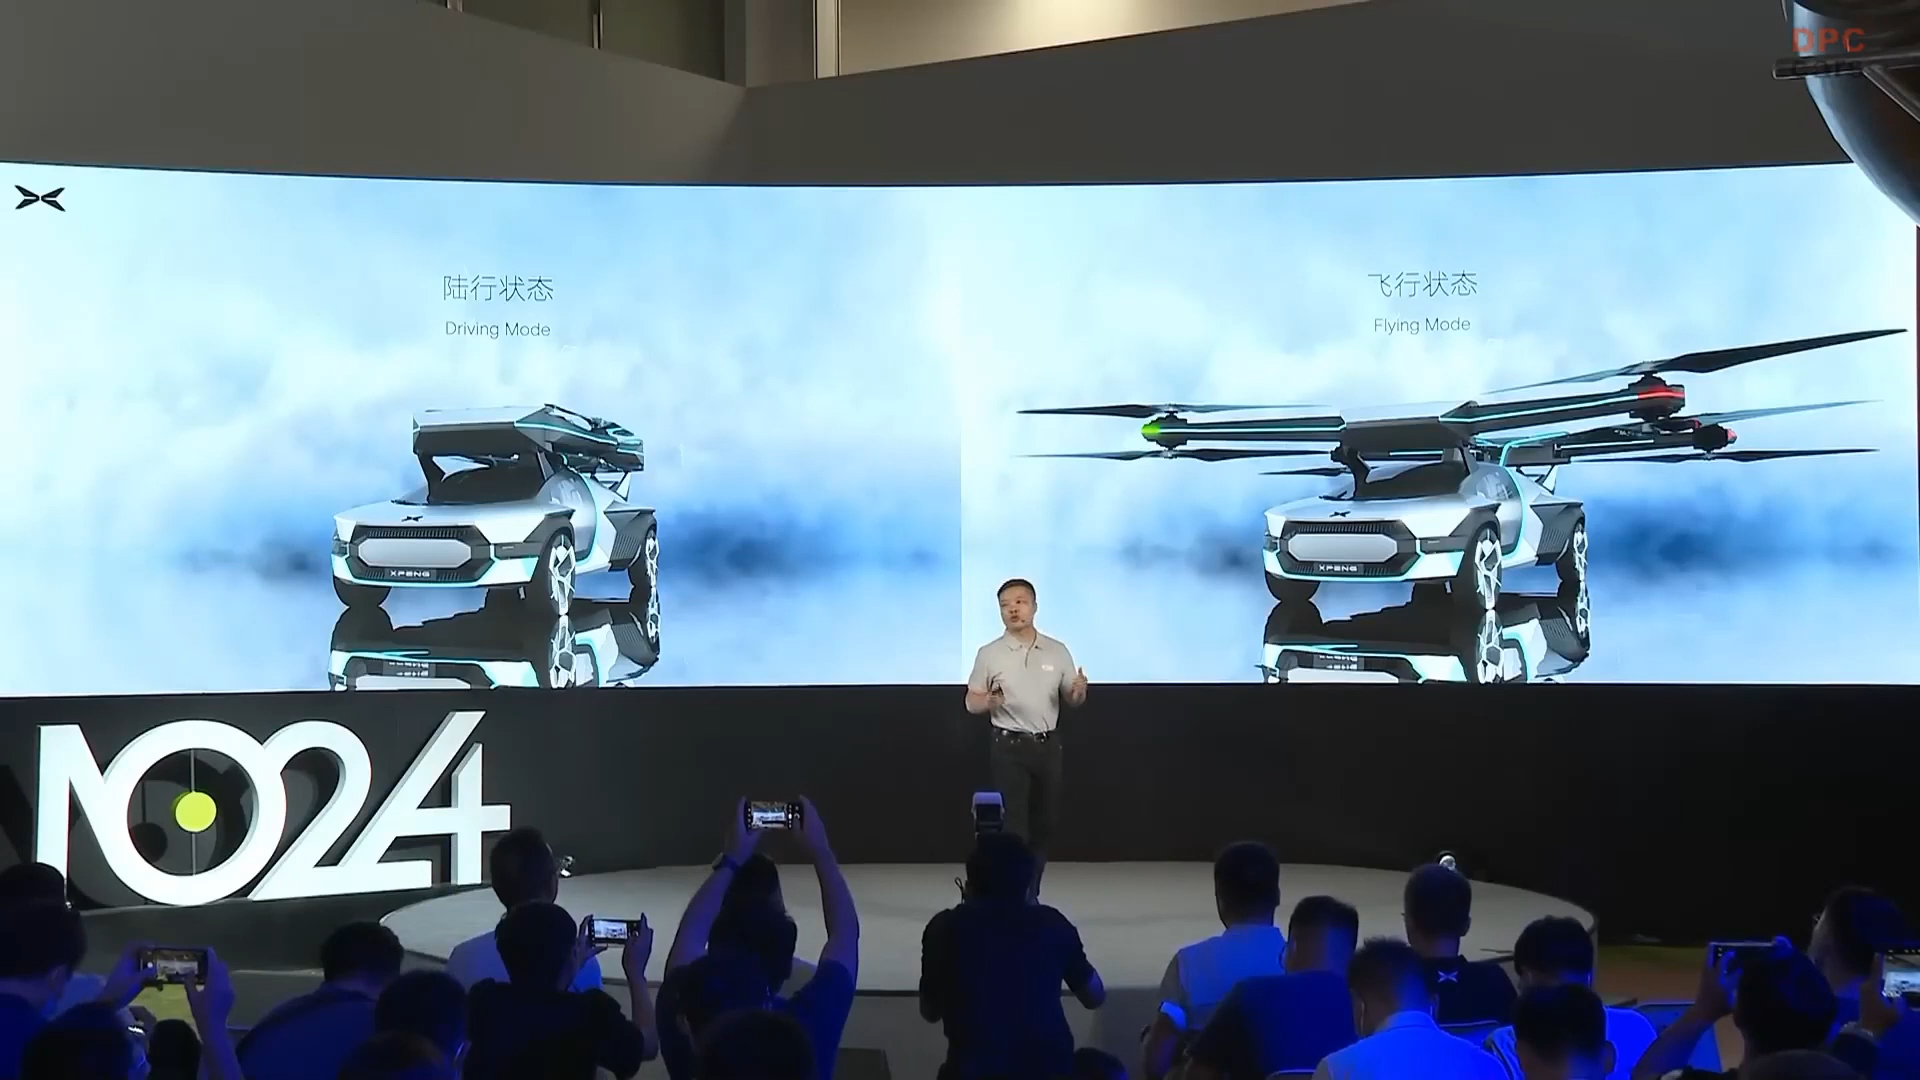 DPC
陆行状态
Driving Mode
飞行状态
Flying Mode
XPENG
XPENG
1024